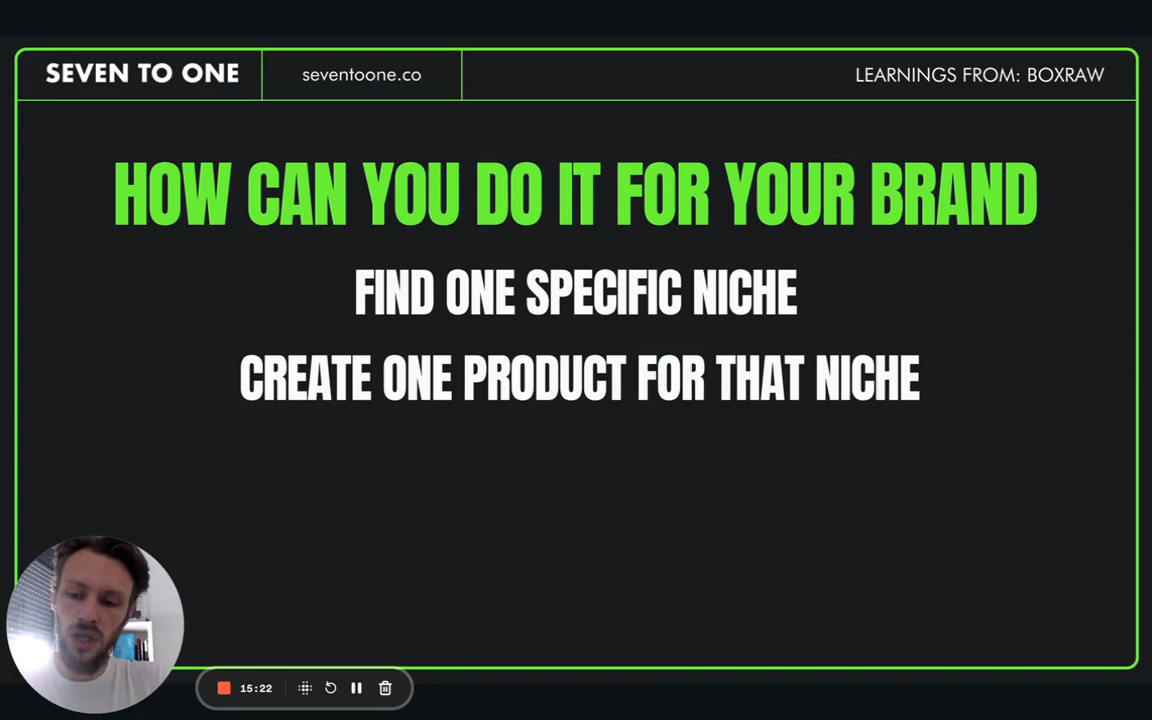 SEVEN TO ONE
seventoone.co
LEARNINGS FROM: BOXRAW
HOW CAN YOU DO IT FOR YOUR BRAND
FIND ONE SPECIFIC NICHE
CREATE ONE PRODUCT FOR THAT NICHE
15:22